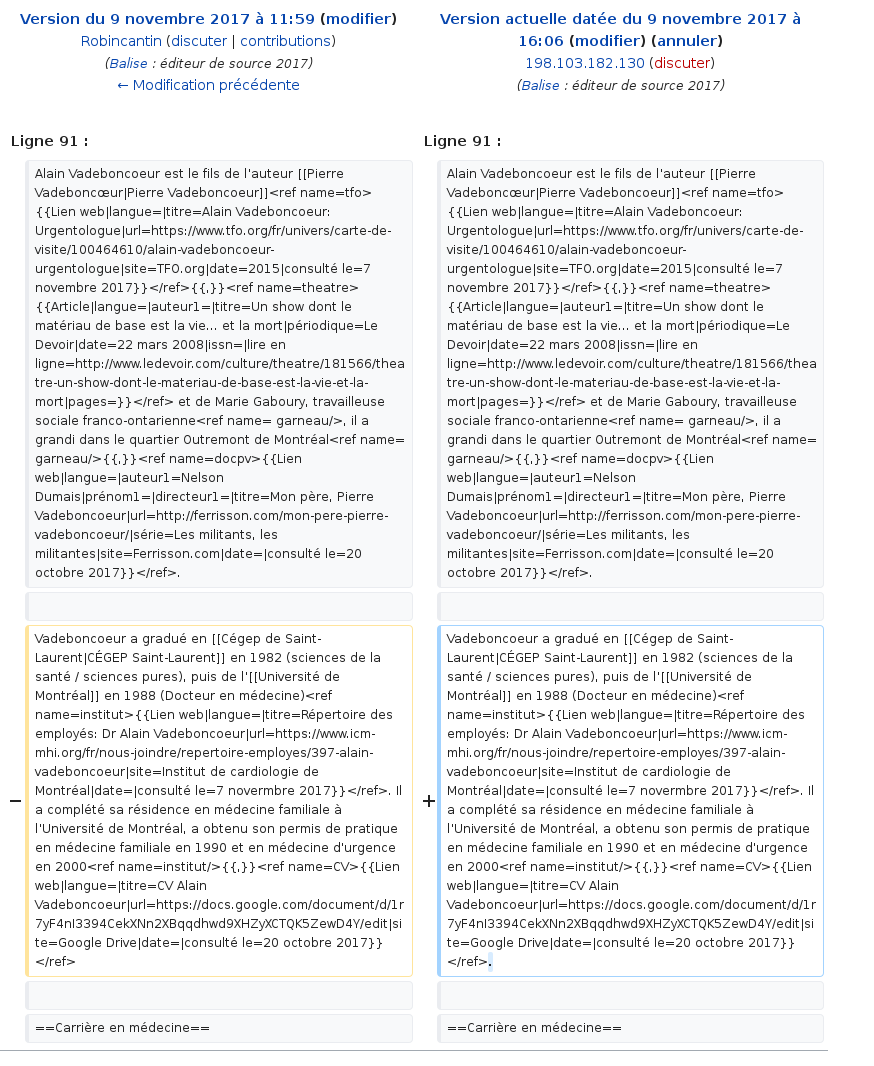 Version du 9 novembre 2017 à 11:59 (modifier)
Robincantin (discuter | contributions)
(Balise : éditeur de source 2017)
← Modification précédente
Version actuelle datée du 9 novembre 2017 à
16:06 (modifier) (annuler)
198.103.182.130 (discuter)
(Balise : éditeur de source 2017)
Ligne 91 :
Alain Vadeboncoeur est le fils de l'auteur [[Pierre
Vadeboncœur|Pierre Vadeboncoeur]]<ref name=tfo>
{{Lien web|langue=|titre=Alain Vadeboncoeur:
Urgentologue|url=https://www.tfo.org/fr/univers/carte-de-
visite/100464610/alain-vadeboncoeur-
urgentologue|site=TFO.org|date=2015|consulté le=7
novembre 2017}}</ref>{{,}}<ref name=theatre>
{{Article|langue=|auteur1=|titre=Un show dont le
matériau de base est la vie... et la mort|périodique=Le
Devoir|date=22 mars 2008|issn=|lire en
ligne=http://www.ledevoir.com/culture/theatre/181566/thea
tre-un-show-dont-le-materiau-de-base-est-la-vie-et-la-
mort|pages=}}</ref> et de Marie Gaboury, travailleuse
sociale franco-ontarienne<ref name= garneau/>, il a
grandi dans le quartier Outremont de Montréal<ref name=
garneau/>{{,}}<ref name=docpv>{{Lien
web|langue=|auteur1=Nelson
Dumais|prénom1=|directeur1=|titre=Mon père, Pierre
Vadeboncoeur|url=http://ferrisson.com/mon-pere-pierre-
vadeboncoeur/|série=Les militants, les
militantes|site=Ferrisson.com|date=|consulté le=20
octobre 2017}}</ref>.
Ligne 91 :
Alain Vadeboncoeur est le fils de l'auteur [[Pierre
Vadeboncœur|Pierre Vadeboncoeur]]<ref name=tfo>
{{Lien web|langue=|titre=Alain Vadeboncoeur:
Urgentologue|url=https://www.tfo.org/fr/univers/carte-de-
visite/100464610/alain-vadeboncoeur-
urgentologue|site=TFO.org|date=2015|consulté le=7
novembre 2017}}</ref>{{,}}<ref name=theatre>
{{Article|langue=|auteur1=|titre=Un show dont le
matériau de base est la vie... et la mort|périodique=Le
Devoir|date=22 mars 2008|issn=|lire en
ligne=http://www.ledevoir.com/culture/theatre/181566/thea
tre-un-show-dont-le-materiau-de-base-est-la-vie-et-la-
mort|pages=}}</ref> et de Marie Gaboury, travailleuse
sociale franco-ontarienne<ref name= garneau/>, il a
grandi dans le quartier Outremont de Montréal<ref name=
garneau/>{{,}}<ref name=docpv>{{Lien
web|langue=|auteur1=Nelson
Dumais|prénom1=|directeur1=|titre=Mon père, Pierre
Vadeboncoeur|url=http://ferrisson.com/mon-pere-pierre-
vadeboncoeur/|série=Les militants, les
militantes|site=Ferrisson.com|date=|consulté le=20
octobre 2017}}</ref>.
−
Vadeboncoeur a gradué en [[Cégep de Saint-
Laurent|CÉGEP Saint-Laurent]] en 1982 (sciences de la
santé / sciences pures), puis de l'[[Université de
Montréal]] en 1988 (Docteur en médecine)<ref
name=institut>{{Lien web|langue=|titre=Répertoire des
employés: Dr Alain Vadeboncoeur|url=https://www.icm-
mhi.org/fr/nous-joindre/repertoire-employes/397-alain-
vadeboncoeur|site=Institut de cardiologie de
Montréal|date=|consulté le=7 novermbre 2017}}</ref>. Il
a complété sa résidence en médecine familiale à
l'Université de Montréal, a obtenu son permis de pratique
en médecine familiale en 1990 et en médecine d'urgence
en 2000<ref name=institut/>{{,}}<ref name=CV>{{Lien
web|langue=|titre=CV Alain
Vadeboncoeur|url=https://docs.google.com/document/d/1r
7yF4nI3394CekXNn2XBqqdhwd9XHZyXCTQK5ZewD4Y/edit|si
te=Google Drive|date=|consulté le=20 octobre 2017}}
</ref>
+
Vadeboncoeur a gradué en [[Cégep de Saint-
Laurent|CÉGEP Saint-Laurent]] en 1982 (sciences de la
santé / sciences pures), puis de l'[[Université de
Montréal]] en 1988 (Docteur en médecine)<ref
name=institut>{{Lien web|langue=|titre=Répertoire des
employés: Dr Alain Vadeboncoeur|url=https://www.icm-
mhi.org/fr/nous-joindre/repertoire-employes/397-alain-
vadeboncoeur|site=Institut de cardiologie de
Montréal|date=|consulté le=7 novermbre 2017}}</ref>. Il
a complété sa résidence en médecine familiale à
l'Université de Montréal, a obtenu son permis de pratique
en médecine familiale en 1990 et en médecine d'urgence
en 2000<ref name=institut/>{{,}}<ref name=CV>{{Lien
web|langue=|titre=CV Alain
Vadeboncoeur|url=https://docs.google.com/document/d/1r
7yF4nI3394CekXNn2XBqqdhwd9XHZyXCTQK5ZewD4Y/edit|si
te=Google Drive|date=|consulté le=20 octobre 2017}}
</ref>.
==Carrière en médecine==
==Carrière en médecine==